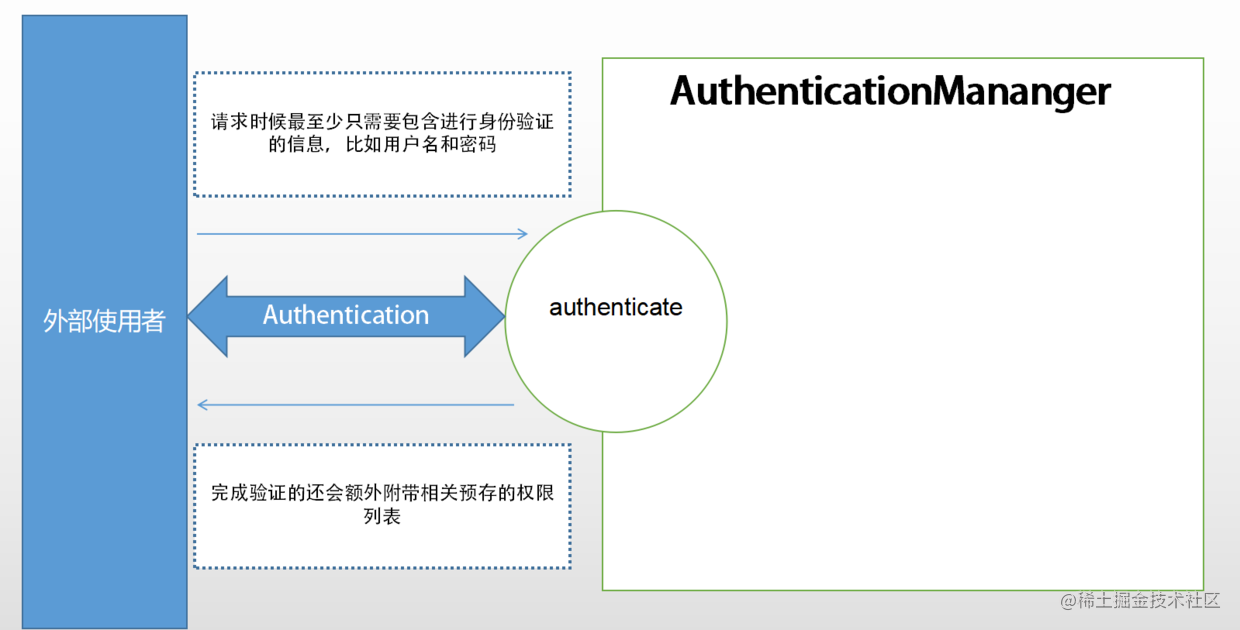 AuthenticationMananger
请求时候最至少只需要包含进行身份验证
的信息，比如用户名和密码
外部使用者
Authentication
authenticate
完成验证的还会额外附带相关预存的权限
列表
@稀土掘金技术社区